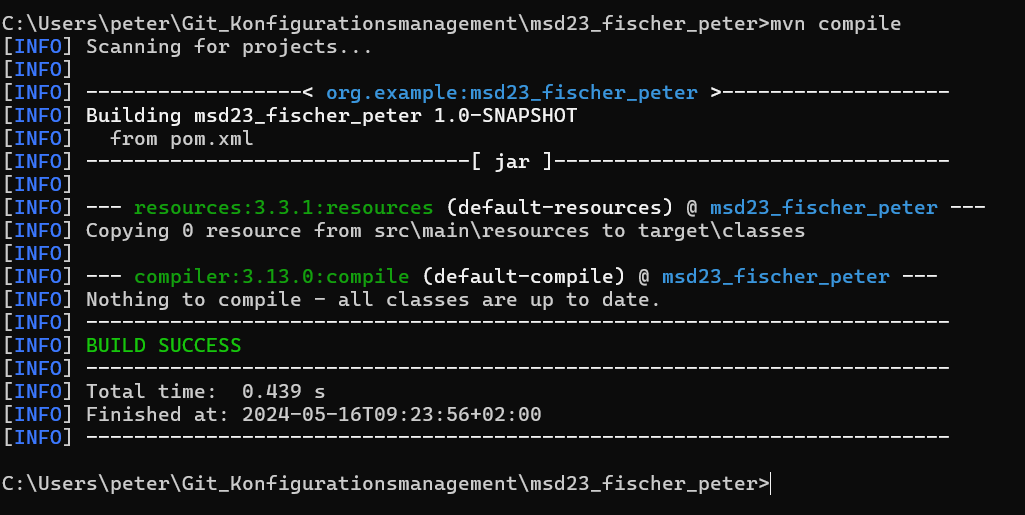 C:\Users\peter\Git_Konfigurationsmanagement\msd23_fischer_peter>mvn compile
[INFO] Scanning for projects...
[INFO]
[INFO] ------------------< org.example:msd23_fischer_peter >-------------------
[INFO] Building msd23_fischer_peter 1.0-SNAPSHOT
[INFO]   from pom.xml
[INFO] --------------------------------[ jar ]---------------------------------
[INFO]
[INFO] --- resources:3.3.1:resources (default-resources) @ msd23_fischer_peter ---
[INFO] Copying 0 resource from src\main\resources to target\classes
[INFO]
[INFO] --- compiler:3.13.0:compile (default-compile) @ msd23_fischer_peter ---
[INFO] Nothing to compile - all classes are up to date.
[INFO] ------------------------------------------------------------------------
[INFO] BUILD SUCCESS
[INFO] ------------------------------------------------------------------------
[INFO] Total time:  0.439 s
[INFO] Finished at: 2024-05-16T09:23:56+02:00
[INFO] ------------------------------------------------------------------------
C:\Users\peter\Git_Konfigurationsmanagement\msd23_fischer_peter>